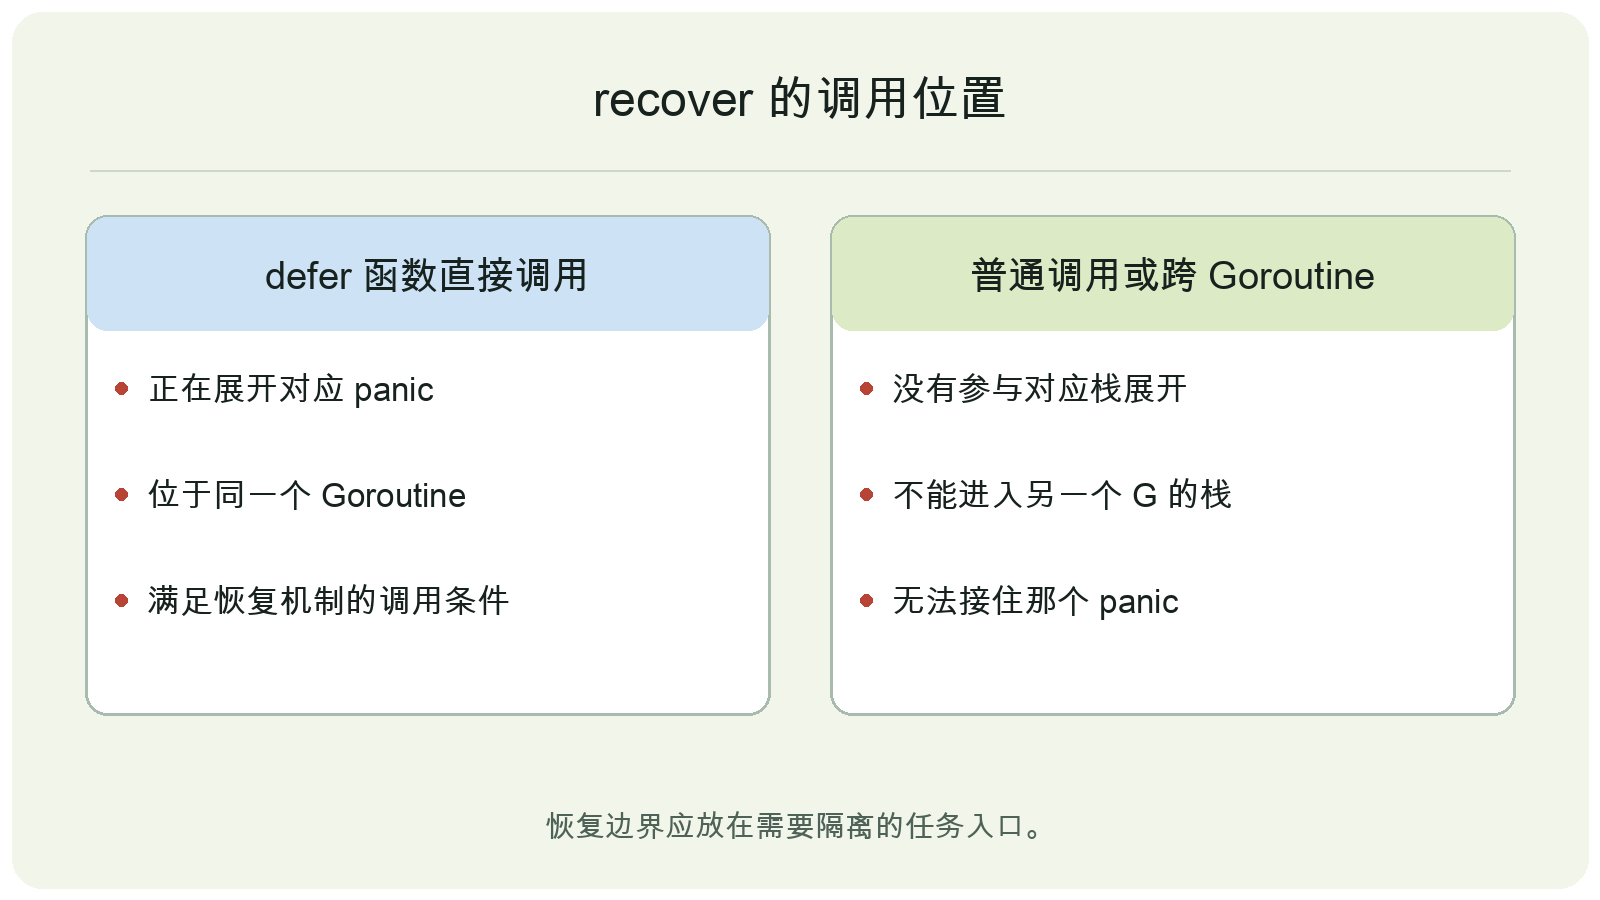 recover 的调用位置
defer 函数直接调用
正在展开对应 panic
位于同一个 Goroutine
满足恢复机制的调用条件
普通调用或跨 Goroutine
没有参与对应栈展开
不能进入另一个 G 的栈
无法接住那个 panic
恢复边界应放在需要隔离的任务入口。